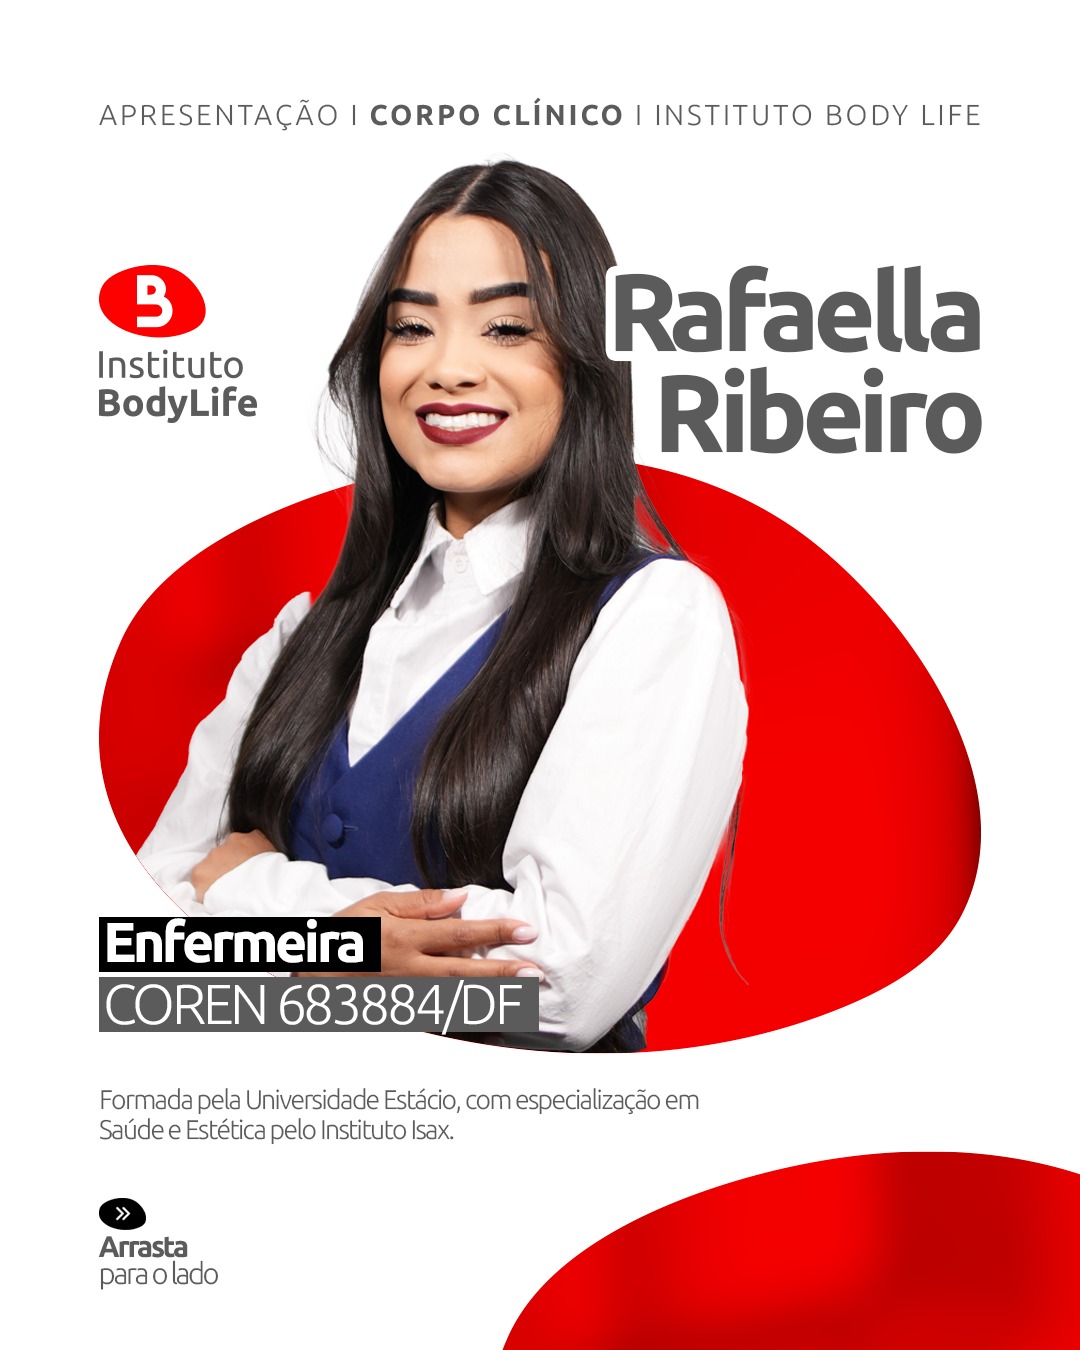 APRESENTAÇÃO I CORPO CLÍNICO I INSTITUTO BODY LIFE
B
Instituto
BodyLife
Rafaella
Ribeiro
Enfermeira
COREN 683884/DF
Formada pela Universidade Estácio, com especialização em
Saúde e Estética pelo Instituto Isax.
Arrasta
para o lado